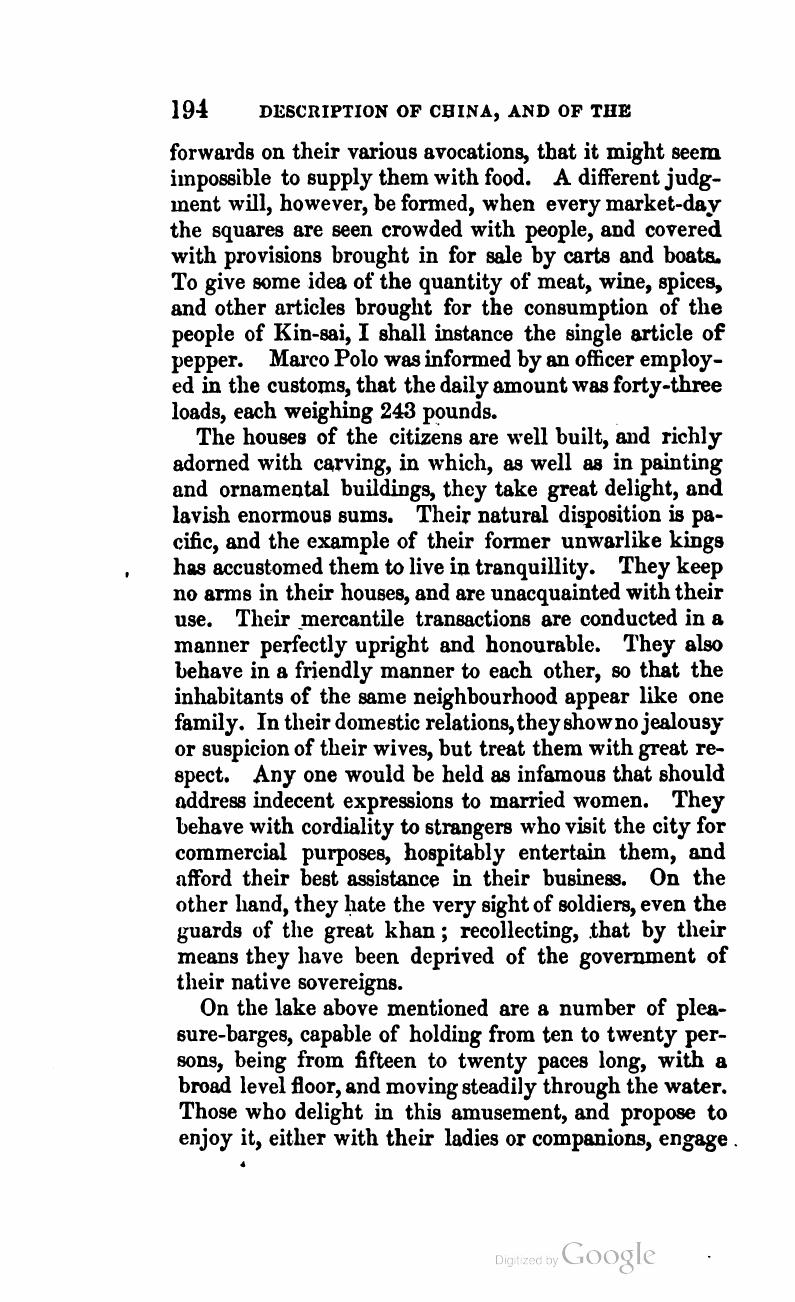 194 DESCRIPTION OF CHINA, AND OF THE
forwards on their various avocations, that it might seem
impossible to supply them with food. A different judg-
ment will, however, be formed, when every market-day
the squares are seen crowded with people, and covered
with provisions brought in for sale by carts and boats.
To give some idea of the quantity of meat, wine, spices,
and other articles brought for the consumption of the
people of Kin-sai, I shall instance the single article of
pepper. Marco Polo was informed by an officer employ-
ed in the customs, that the daily amount was forty-three
loads, each weighing 243 pounds.
The houses of the citizens are well built, and richly
adorned with carving, in which, as well as in painting
and ornamental buildings, they take great delight, and
lavish enormous sums. Their natural disposition is pa-
cific, and the example of their former unwarlike kings
has accustomed them to live in tranquillity. They keep
no arms in their houses, and are unacquainted with their
use. Their mercantile transactions are conducted in a
manner perfectly upright and honourable. They also
behave in a friendly manner to each other, so that the
inhabitants of the same neighbourhood appear like one
family. In their domestic relations, they show no jealousy
or suspicion of their wives, but treat them with great re-
spect. Any one would be held as infamous that should
address indecent expressions to married women. They
behave with cordiality to strangers who visit the city for
commercial purposes, hospitably entertain them, and
afford their best assistance in their business. On the
other hand, they hate the very sight of soldiers, even the
guards of the great khan; recollecting, that by their
means they have been deprived of the government of
their native sovereigns.
On the lake above mentioned are a number of plea-
sure-barges, capable of holding from ten to twenty per-
sons, being from fifteen to twenty paces long, with a
broad level floor, and moving steadily through the water.
Those who delight in this amusement, and propose to
enjoy it, either with their ladies or companions, engage
Digitized by Google